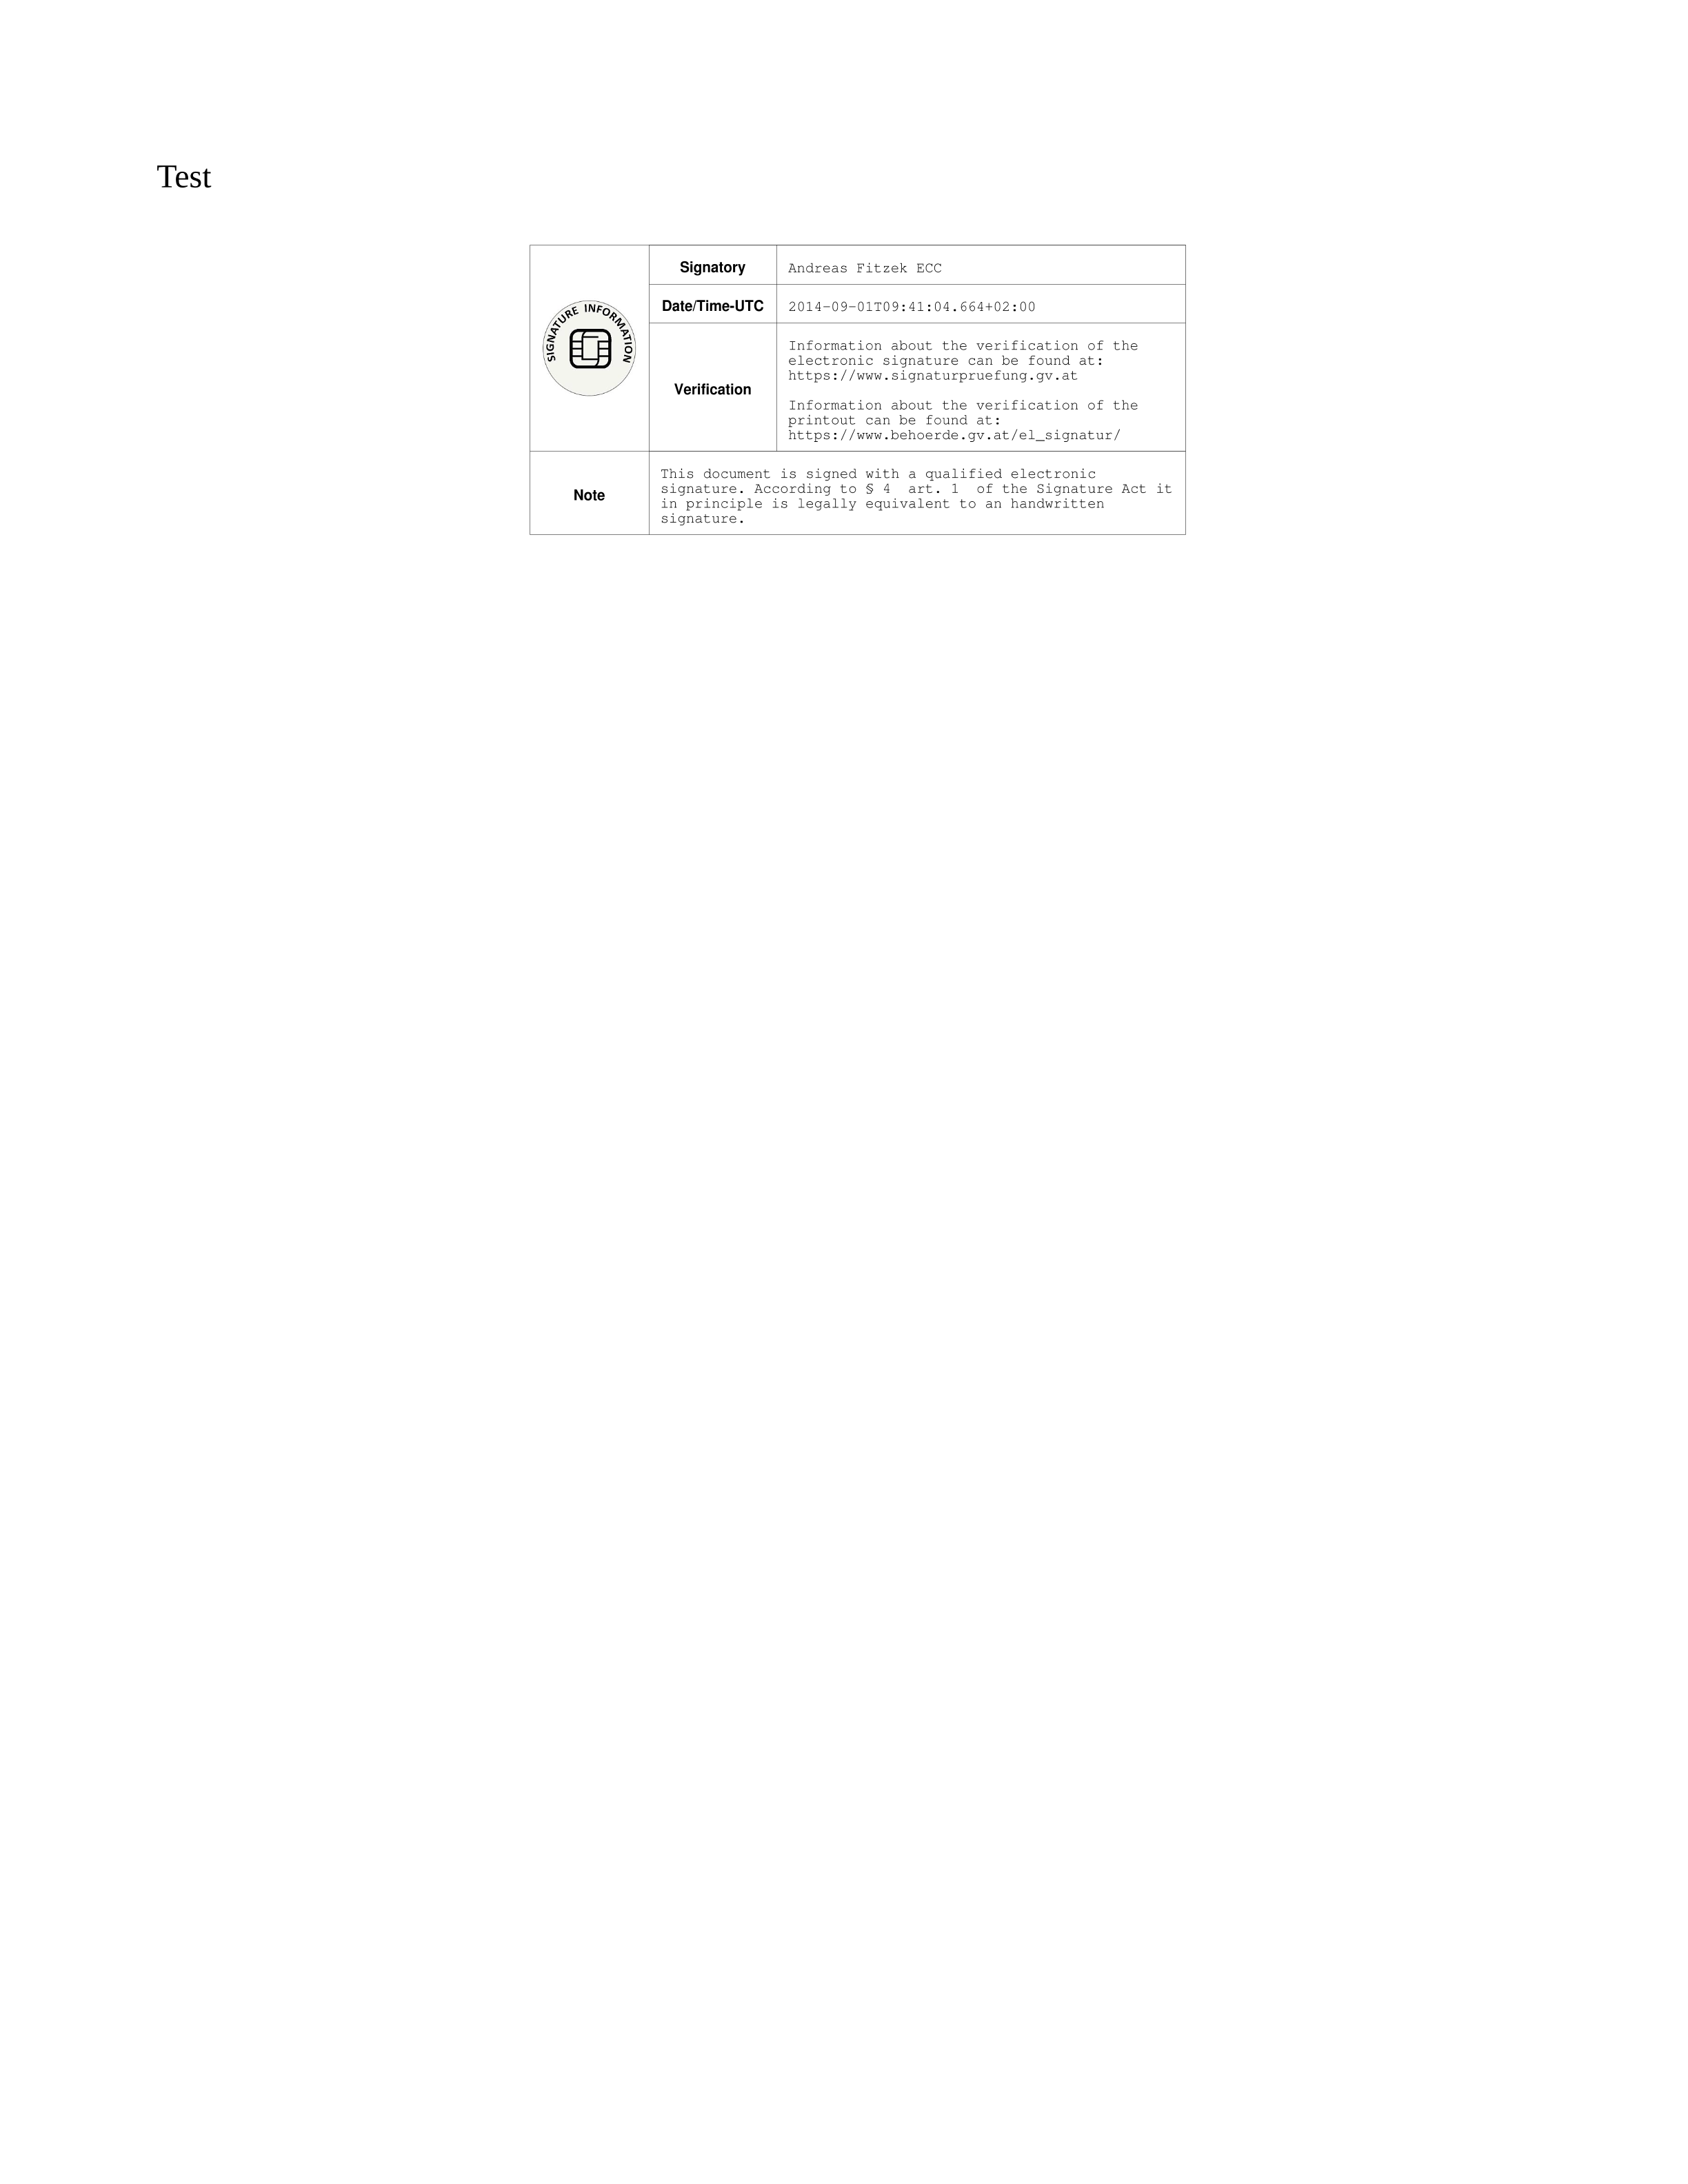 Test
SIGNATURE INFORMATION
Signatory
Andreas Fitzek ECC
Date/Time-UTC
2014-09-01T09:41:04.664+02:00
Verification
Information about the verification of the
electronic signature can be found at:
https://www.signaturpruefung.gv.at
Information about the verification of the
printout can be found at:
https://www.behoerde.gv.at/el_signatur/
Note
This document is signed with a qualified electronic
signature. According to § 4  art. 1  of the Signature Act it
in principle is legally equivalent to an handwritten
signature.